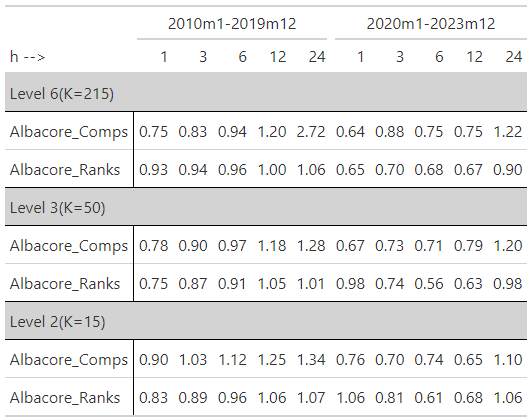 2010m1-2019m12 2020m1-2023m12
h --> 1 3 6 12 24 1 3 6 12 24
Level 6(K=215)
Albacore_Comps 0.75 0.83 0.94 1.20 2.72 0.64 0.88 0.75 0.75 1.22
Albacore_Ranks 0.93 0.94 0.96 1.00 1.06 0.65 0.70 0.68 0.67 0.90
Level 3(K=50)
Albacore_Comps 0.78 0.90 0.97 1.18 1.28 0.67 0.73 0.71 0.79 1.20
Albacore_Ranks 0.75 0.87 0.91 1.05 1.01 0.98 0.74 0.56 0.63 0.98
Level 2(K=15)
Albacore_Comps 0.90 1.03 1.12 1.25 1.34 0.76 0.70 0.74 0.65 1.10
Albacore_Ranks 0.83 0.89 0.96 1.06 1.07 1.06 0.81 0.61 0.68 1.06